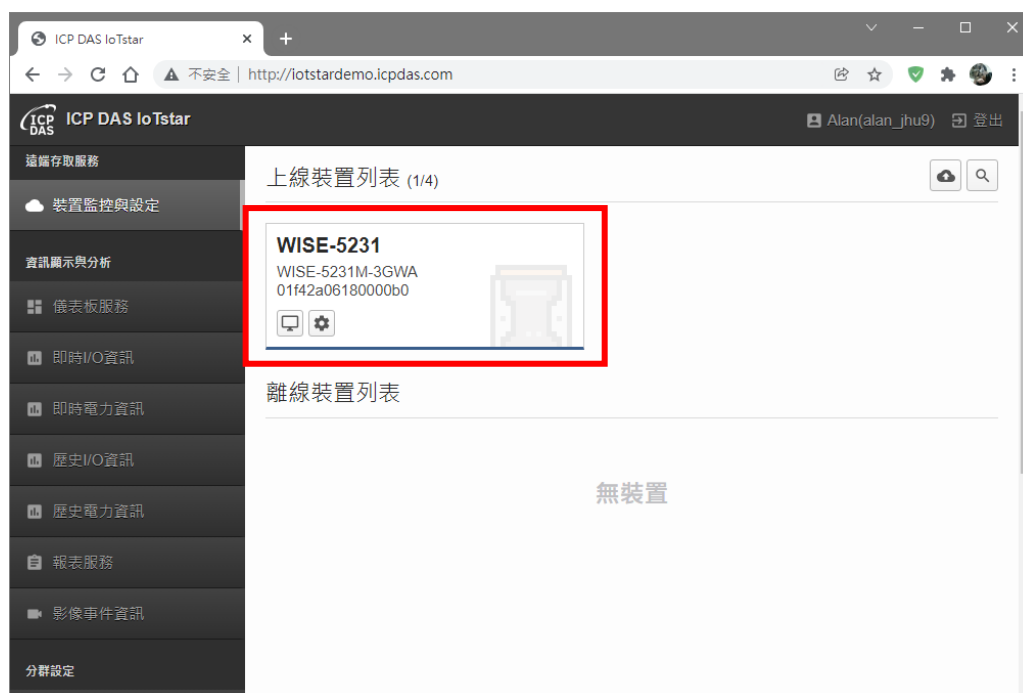 ICP DAS IoTstar
不安全 | http://iotstardemo.icpdas.com
ICP DAS ICP DAS IoTstar
Alan(alan_jhu9) 登出
遠端存取服務
裝置監控與設定
資訊顯示與分析
儀表板服務
即時I/O資訊
即時電力資訊
歷史I/O資訊
歷史電力資訊
報表服務
影像事件資訊
分群設定
上線裝置列表 (1/4)
WISE-5231
WISE-5231M-3GWA
01f42a06180000b0
離線裝置列表
無裝置